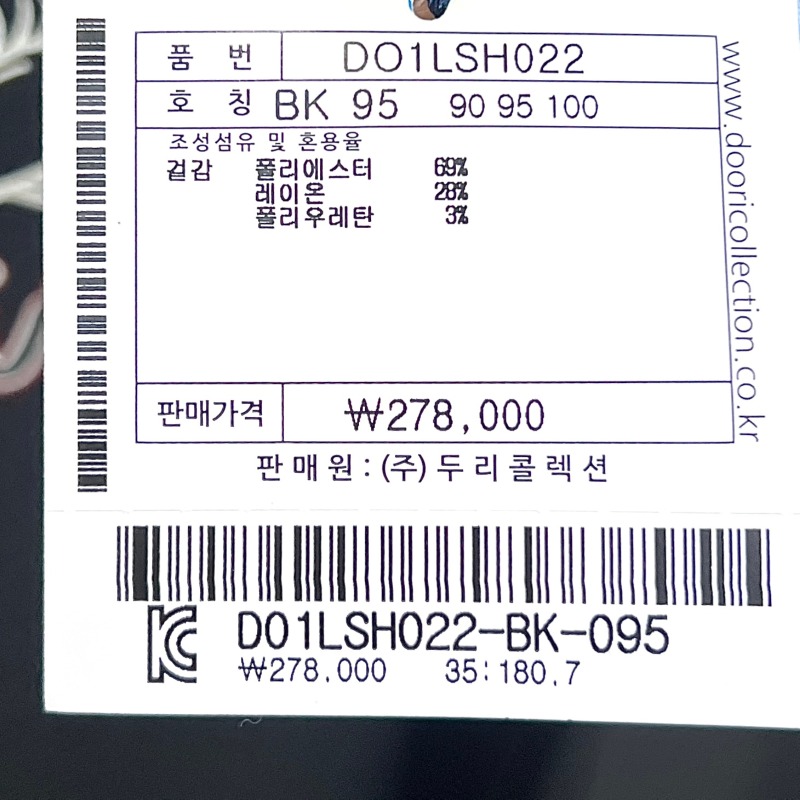 품 번 DO1LSH022
호 칭 BK 95 90 95 100
조성섬유 및 혼용율
겉감 폴리에스터 69%
레이온 28%
폴리우레탄 3%
판매가격 ₩278,000
판매원 : (주) 두리콜렉션
www.dooricollection.co.kr
DO1LSH022-BK-095
₩278.000 35:180.7